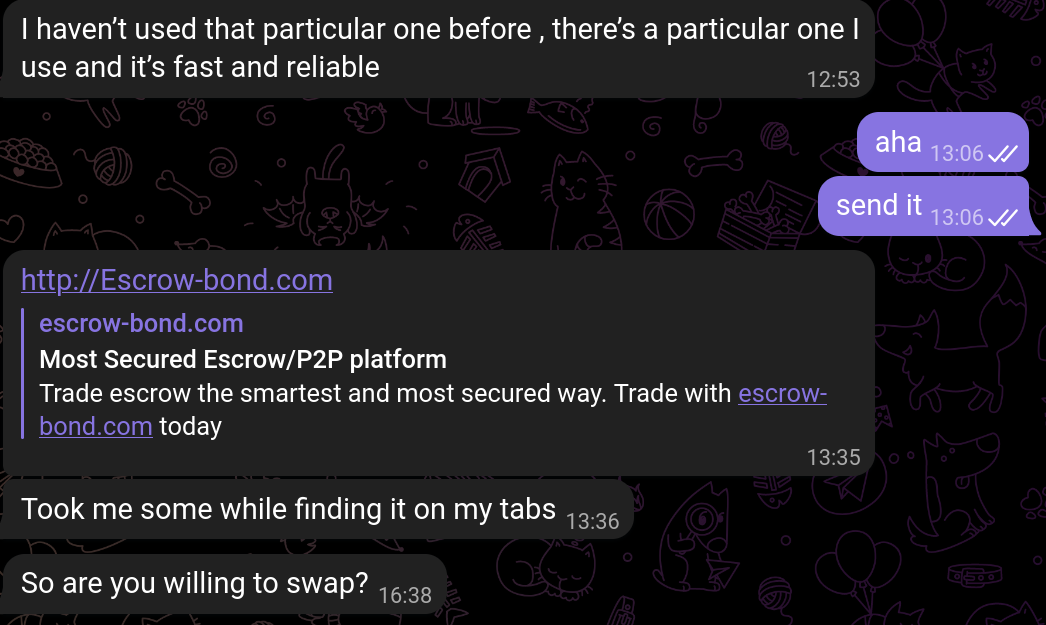 I haven’t used that particular one before , there’s a particular one I
use and it’s fast and reliable
12:53
aha 13:06
send it 13:06
http://Escrow-bond.com
escrow-bond.com
Most Secured Escrow/P2P platform
Trade escrow the smartest and most secured way. Trade with escrow-
bond.com today
13:35
Took me some while finding it on my tabs 13:36
So are you willing to swap? 16:38